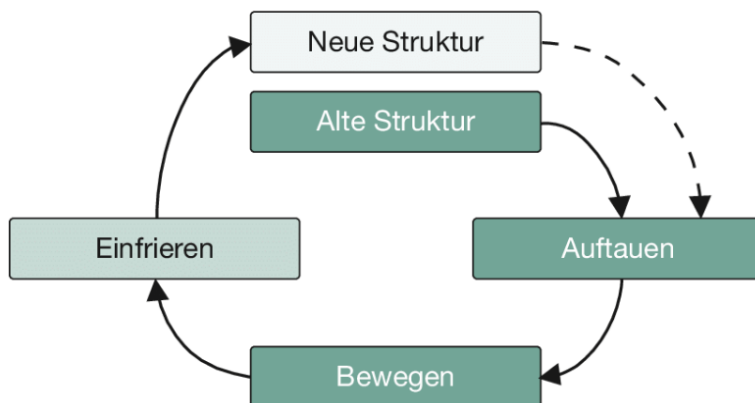 Neue Struktur
Alte Struktur
Einfrieren
Auftauen
Bewegen